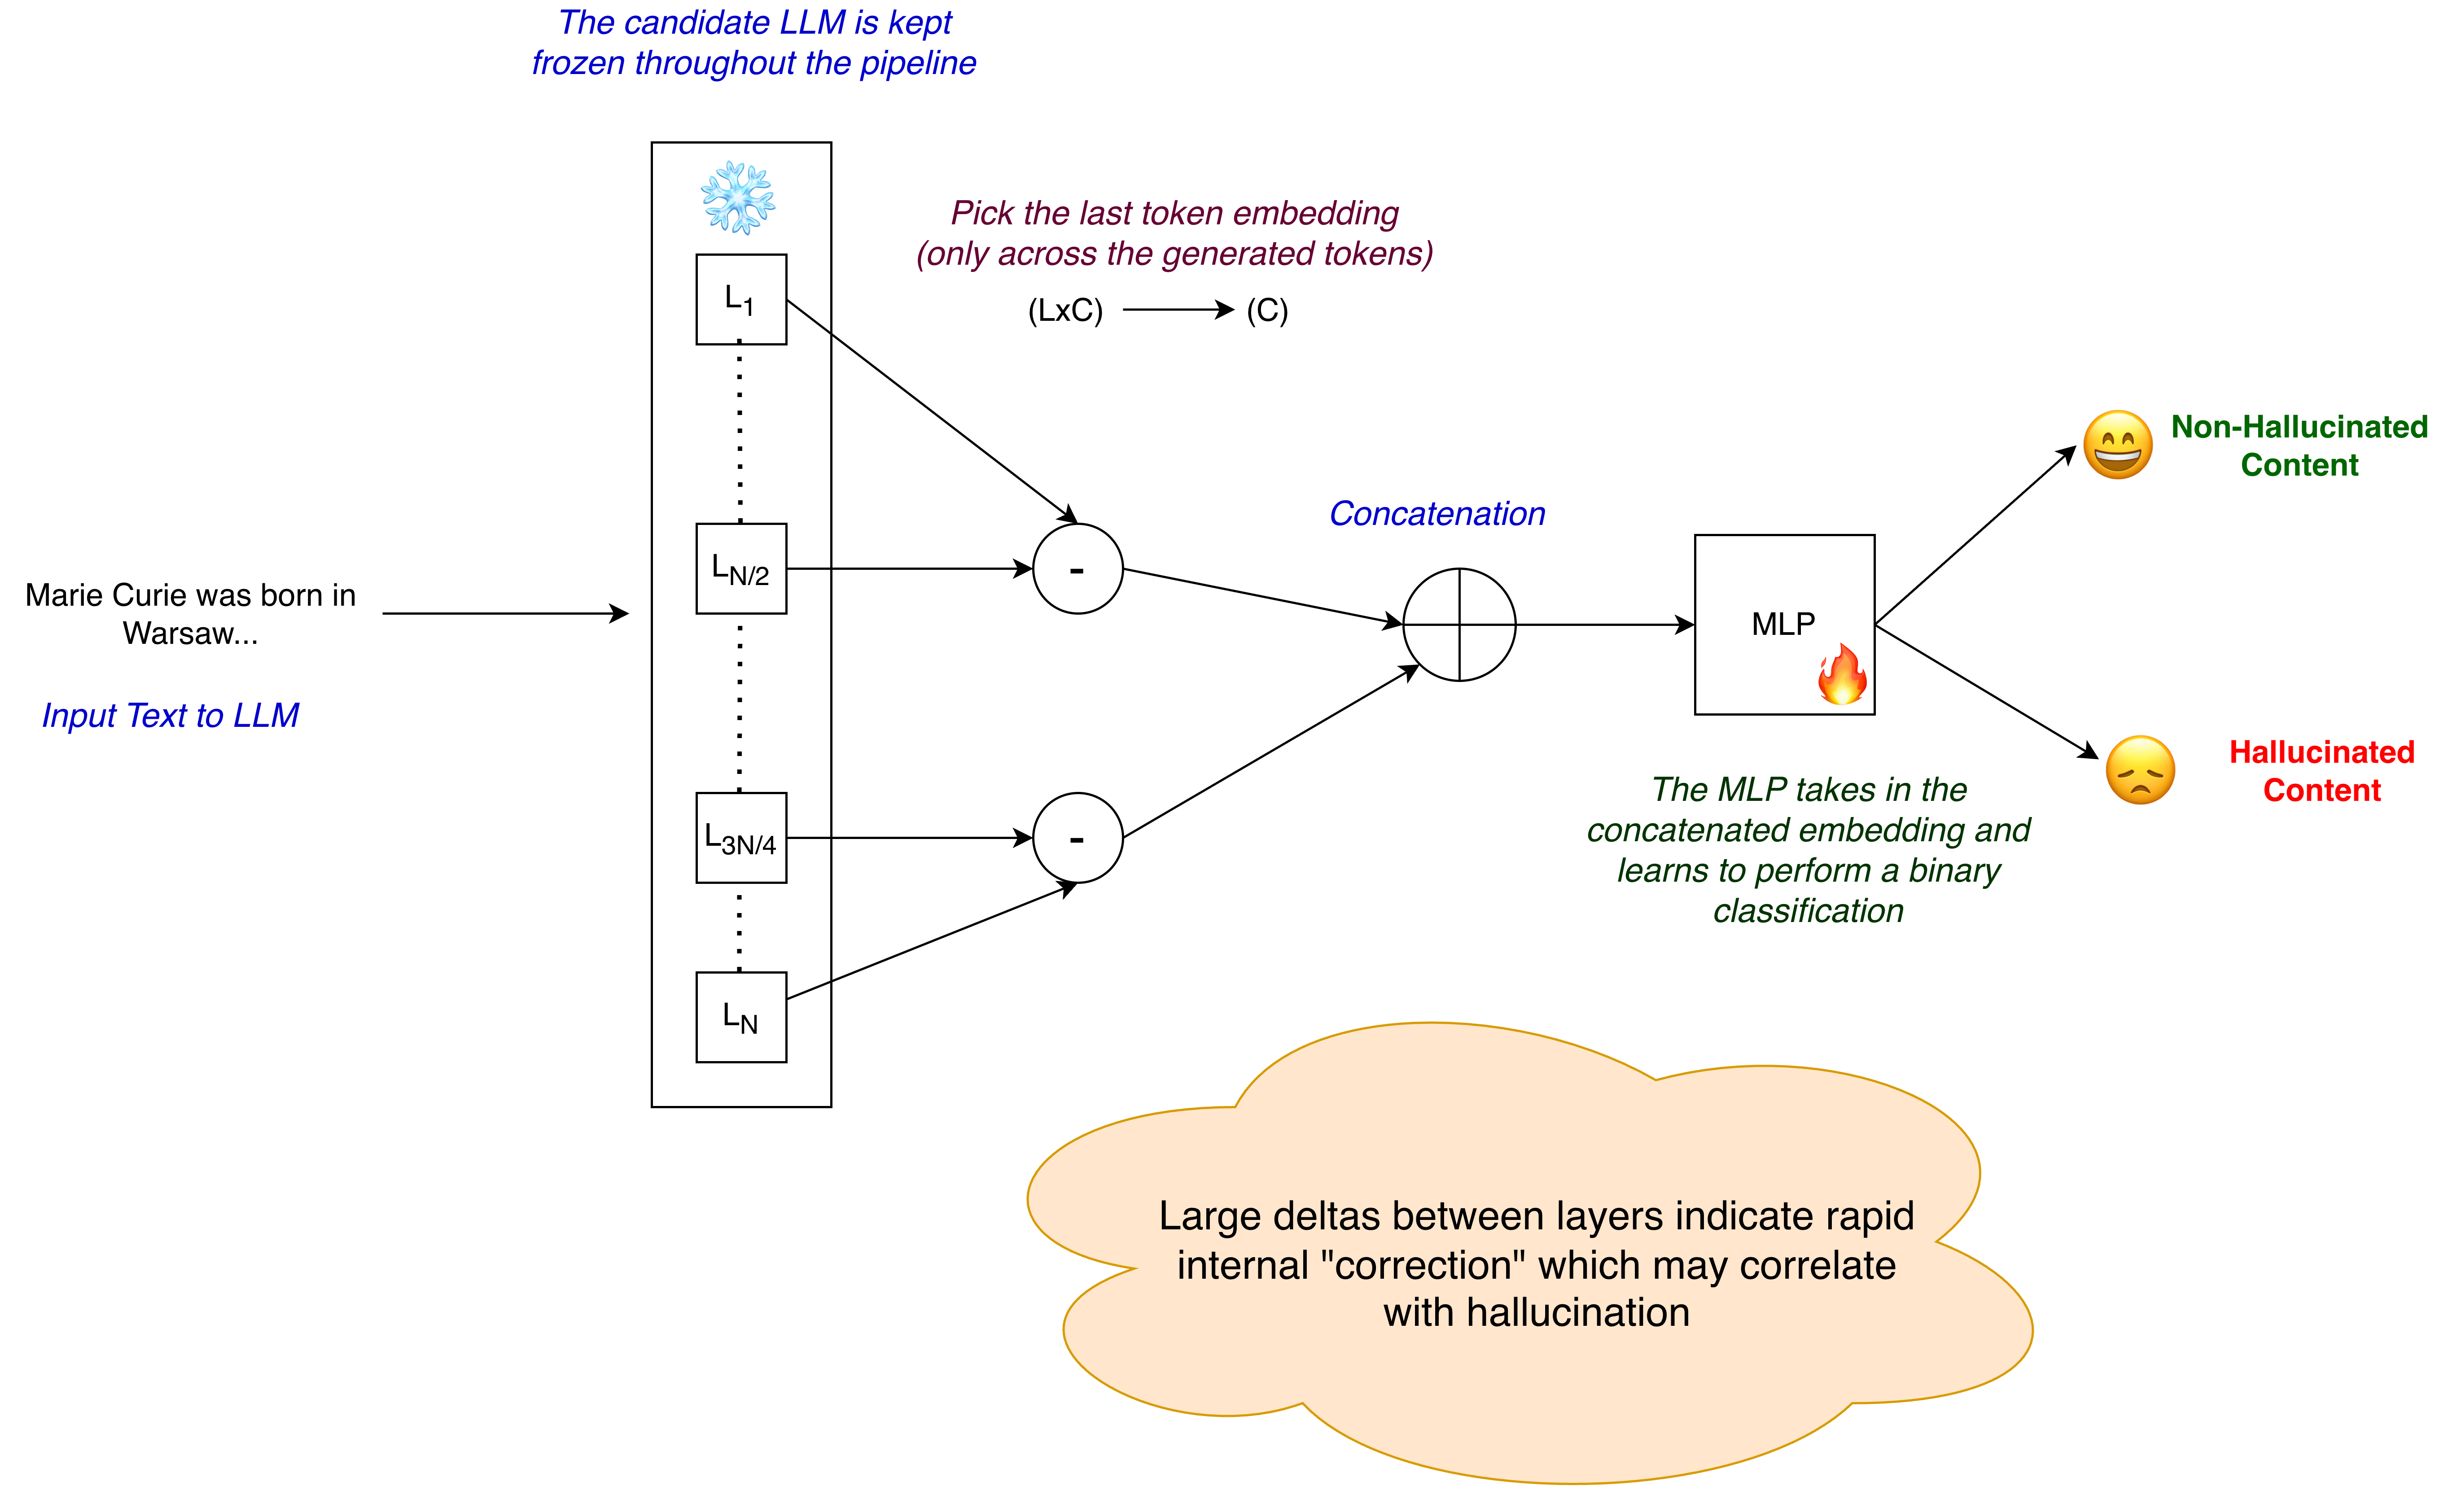 The candidate LLM is kept
frozen throughout the pipeline
Pick the last token embedding
(only across the generated tokens)
(LxC) (C)
L1
LN/2
L3N/4
LN
Marie Curie was born in
Warsaw...
Input Text to LLM
-
-
Concatenation
MLP
The MLP takes in the
concatenated embedding and
learns to perform a binary
classification
Non-Hallucinated
Content
Hallucinated
Content
Large deltas between layers indicate rapid
internal "correction" which may correlate
with hallucination